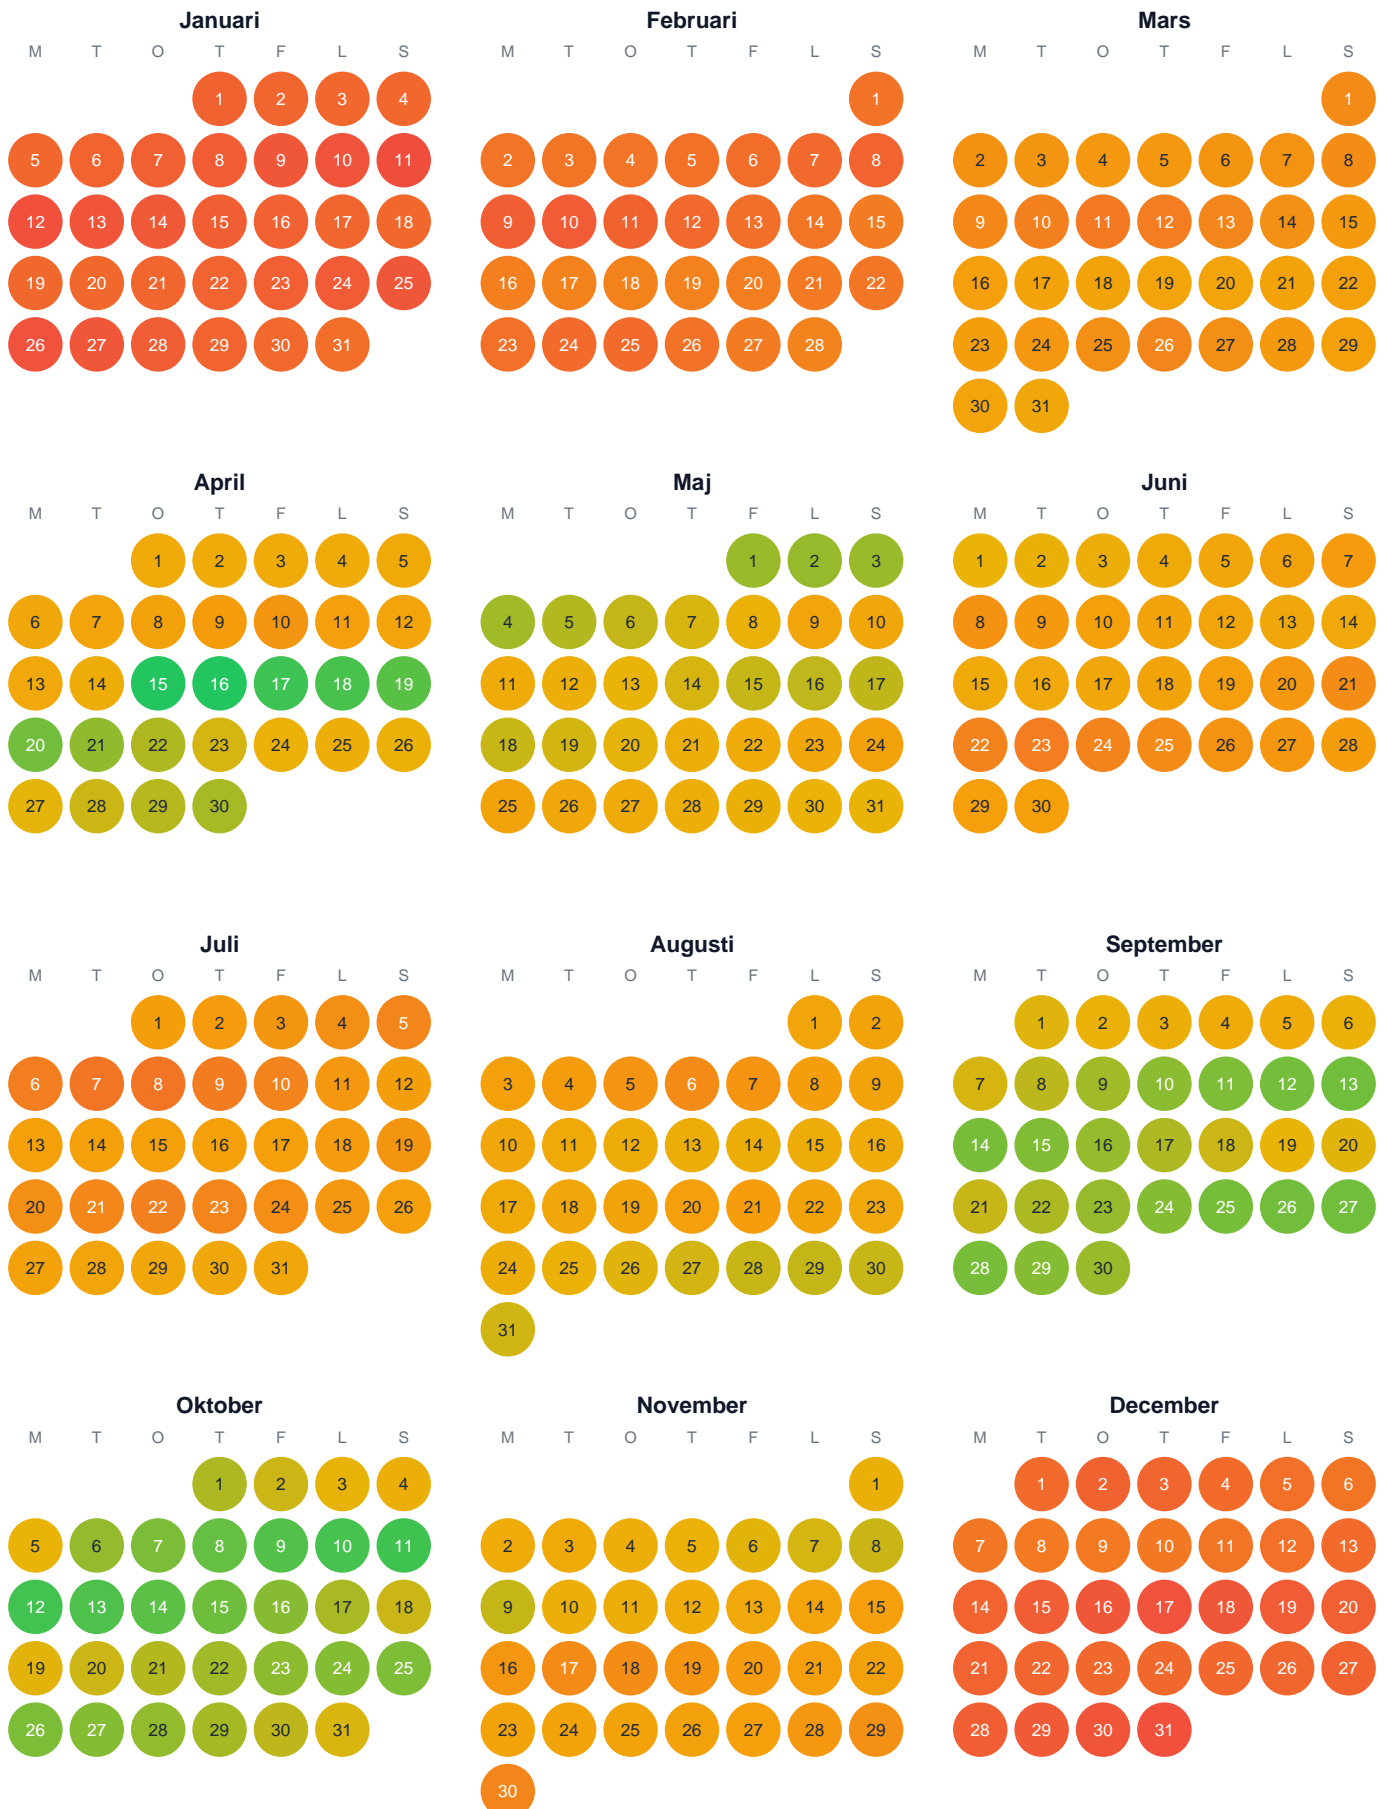 Januari
M T O T F L S
1 2 3 4
5 6 7 8 9 10 11
12 13 14 15 16 17 18
19 20 21 22 23 24 25
26 27 28 29 30 31
Februari
M T O T F L S
1
2 3 4 5 6 7 8
9 10 11 12 13 14 15
16 17 18 19 20 21 22
23 24 25 26 27 28
Mars
M T O T F L S
1
2 3 4 5 6 7 8
9 10 11 12 13 14 15
16 17 18 19 20 21 22
23 24 25 26 27 28 29
30 31
April
M T O T F L S
1 2 3 4 5
6 7 8 9 10 11 12
13 14 15 16 17 18 19
20 21 22 23 24 25 26
27 28 29 30
Maj
M T O T F L S
1 2 3
4 5 6 7 8 9 10
11 12 13 14 15 16 17
18 19 20 21 22 23 24
25 26 27 28 29 30 31
Juni
M T O T F L S
1 2 3 4 5 6 7
8 9 10 11 12 13 14
15 16 17 18 19 20 21
22 23 24 25 26 27 28
29 30
Juli
M T O T F L S
1 2 3 4 5
6 7 8 9 10 11 12
13 14 15 16 17 18 19
20 21 22 23 24 25 26
27 28 29 30 31
Augusti
M T O T F L S
1 2
3 4 5 6 7 8 9
10 11 12 13 14 15 16
17 18 19 20 21 22 23
24 25 26 27 28 29 30
31
September
M T O T F L S
1 2 3 4 5 6
7 8 9 10 11 12 13
14 15 16 17 18 19 20
21 22 23 24 25 26 27
28 29 30
Oktober
M T O T F L S
1 2 3 4
5 6 7 8 9 10 11
12 13 14 15 16 17 18
19 20 21 22 23 24 25
26 27 28 29 30 31
November
M T O T F L S
1
2 3 4 5 6 7 8
9 10 11 12 13 14 15
16 17 18 19 20 21 22
23 24 25 26 27 28 29
30
December
M T O T F L S
1 2 3 4 5 6
7 8 9 10 11 12 13
14 15 16 17 18 19 20
21 22 23 24 25 26 27
28 29 30 31